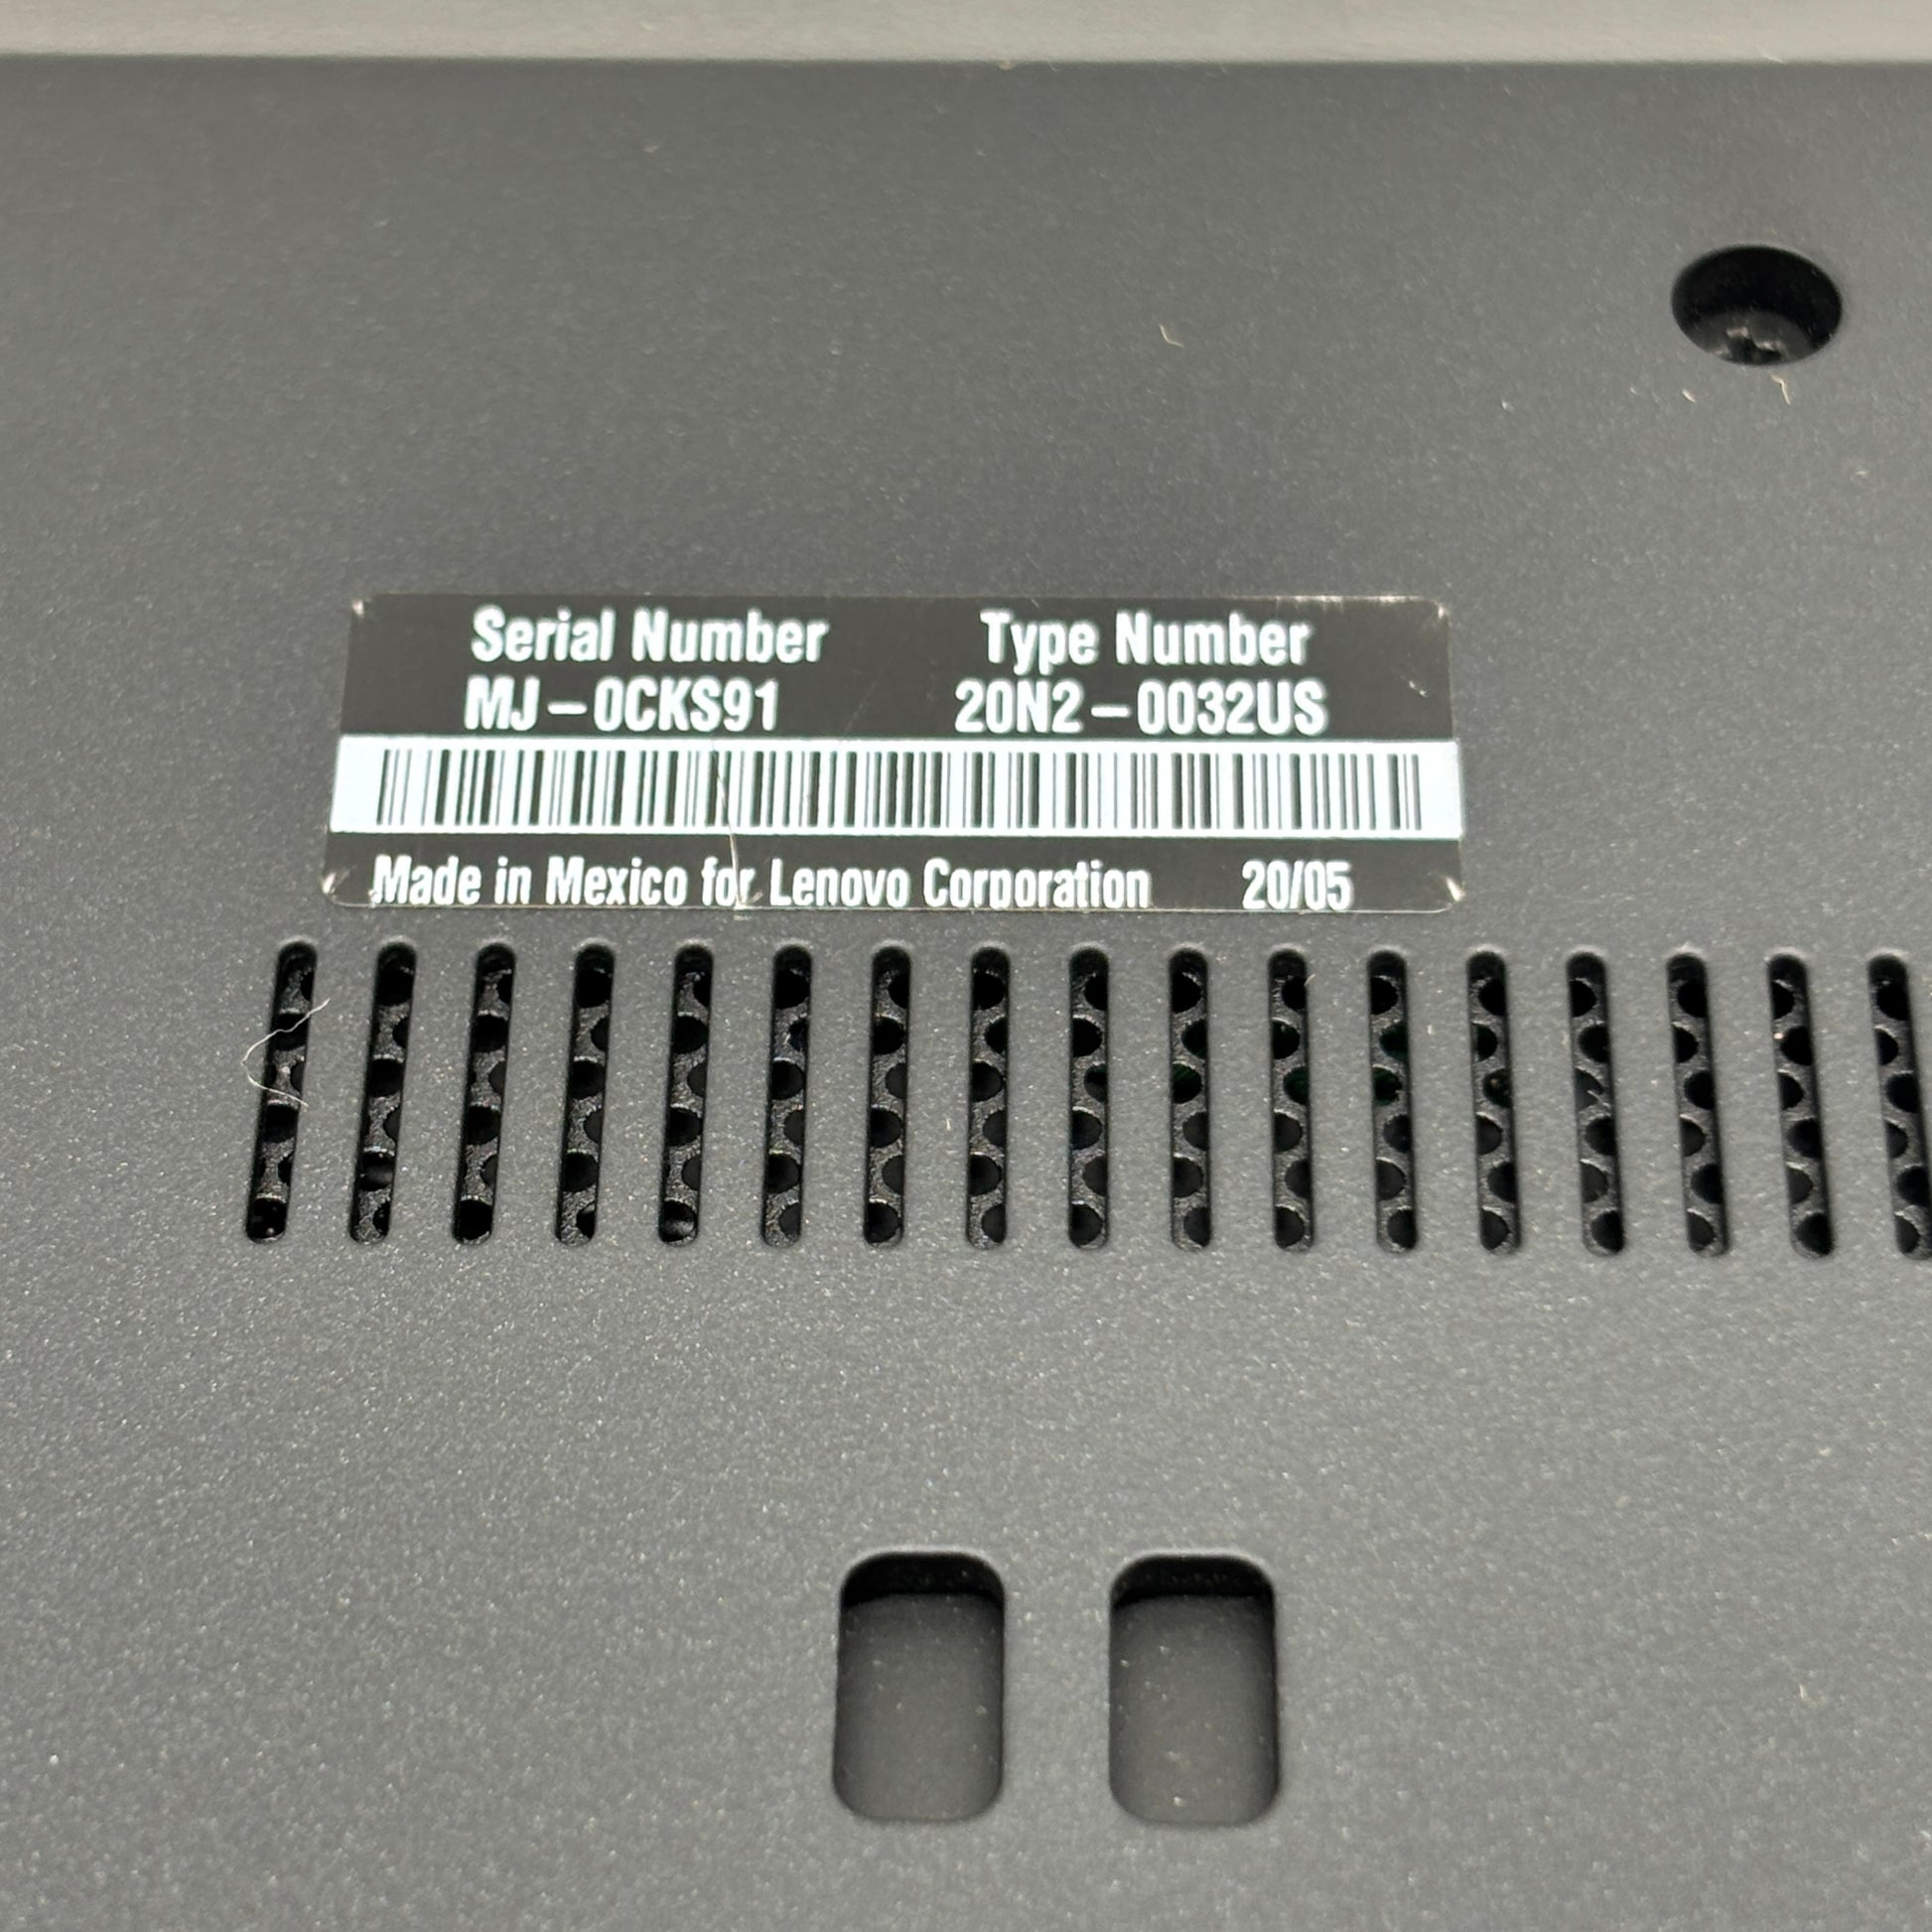 Serial Number Type Number
MJ-0CKS91 20N2-0032US
Made in Mexico for Lenovo Corporation 20/05